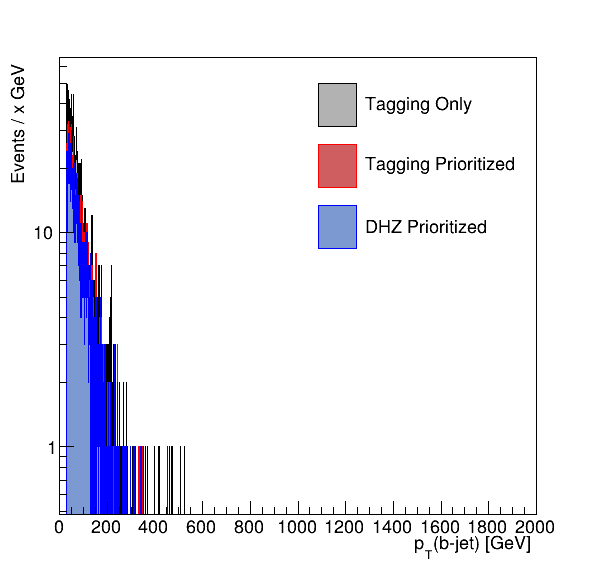 Events / x GeV
Tagging Only
Tagging Prioritized
DHZ Prioritized
10
1
0 200 400 600 800 1000 1200 1400 1600 1800 2000
p_T(b-jet) [GeV]